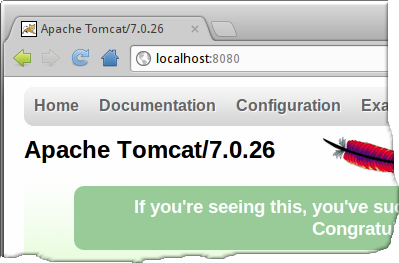 Apache Tomcat/7.0.26
localhost:8080
Home Documentation Configuration Exa
Apache Tomcat/7.0.26
If you're seeing this, you've suc
Congratu